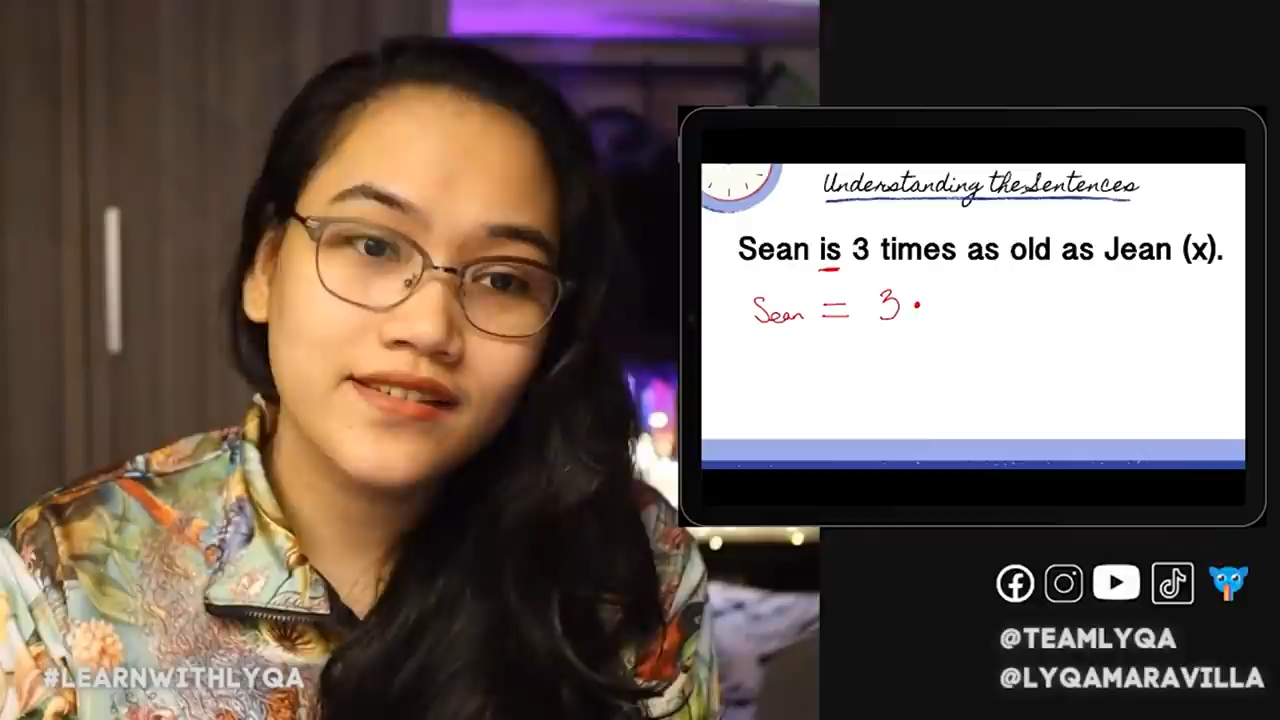 Understanding the Sentences
Sean is 3 times as old as Jean (x).
Sean = 3 •
@TEAMLYQA
#LEARNWITHLYQA
@LYQAMARAVILLA